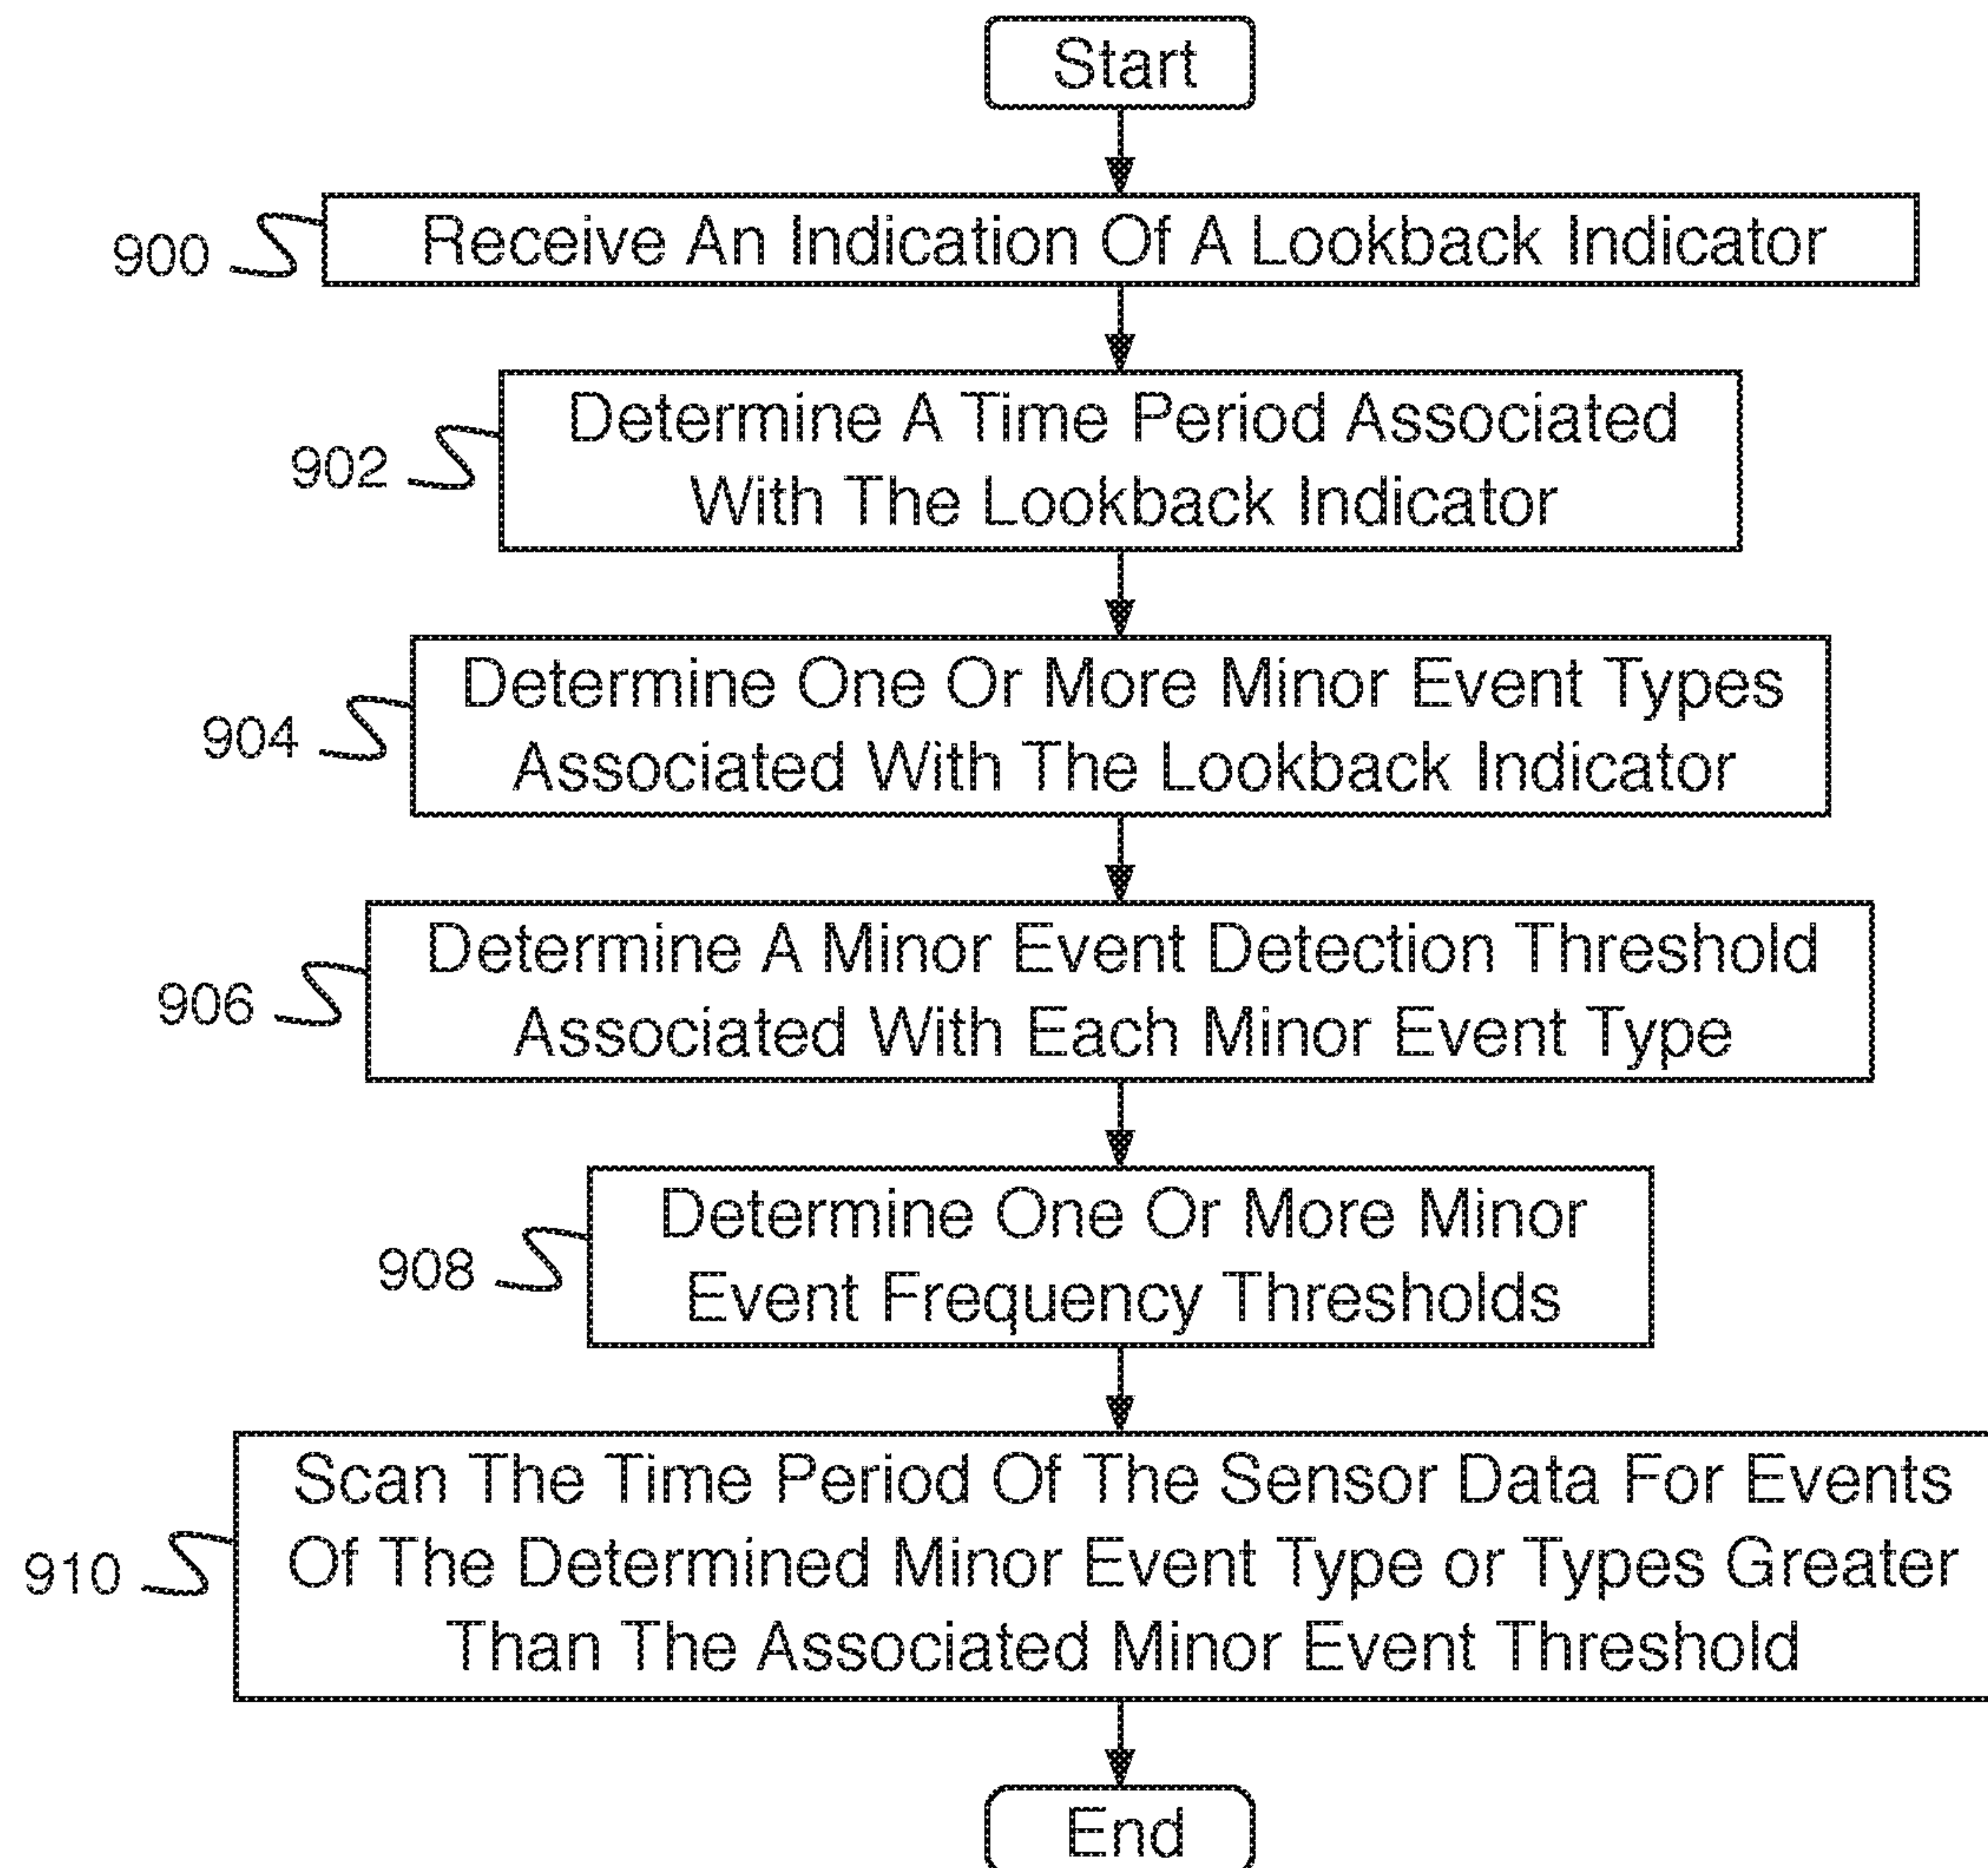 Start
900
Receive An Indication Of A Lookback Indicator
902
Determine A Time Period Associated
With The Lookback Indicator
904
Determine One Or More Minor Event Types
Associated With The Lookback Indicator
906
Determine A Minor Event Detection Threshold
Associated With Each Minor Event Type
908
Determine One Or More Minor
Event Frequency Thresholds
910
Scan The Time Period Of The Sensor Data For Events
Of The Determined Minor Event Type or Types Greater
Than The Associated Minor Event Threshold
End